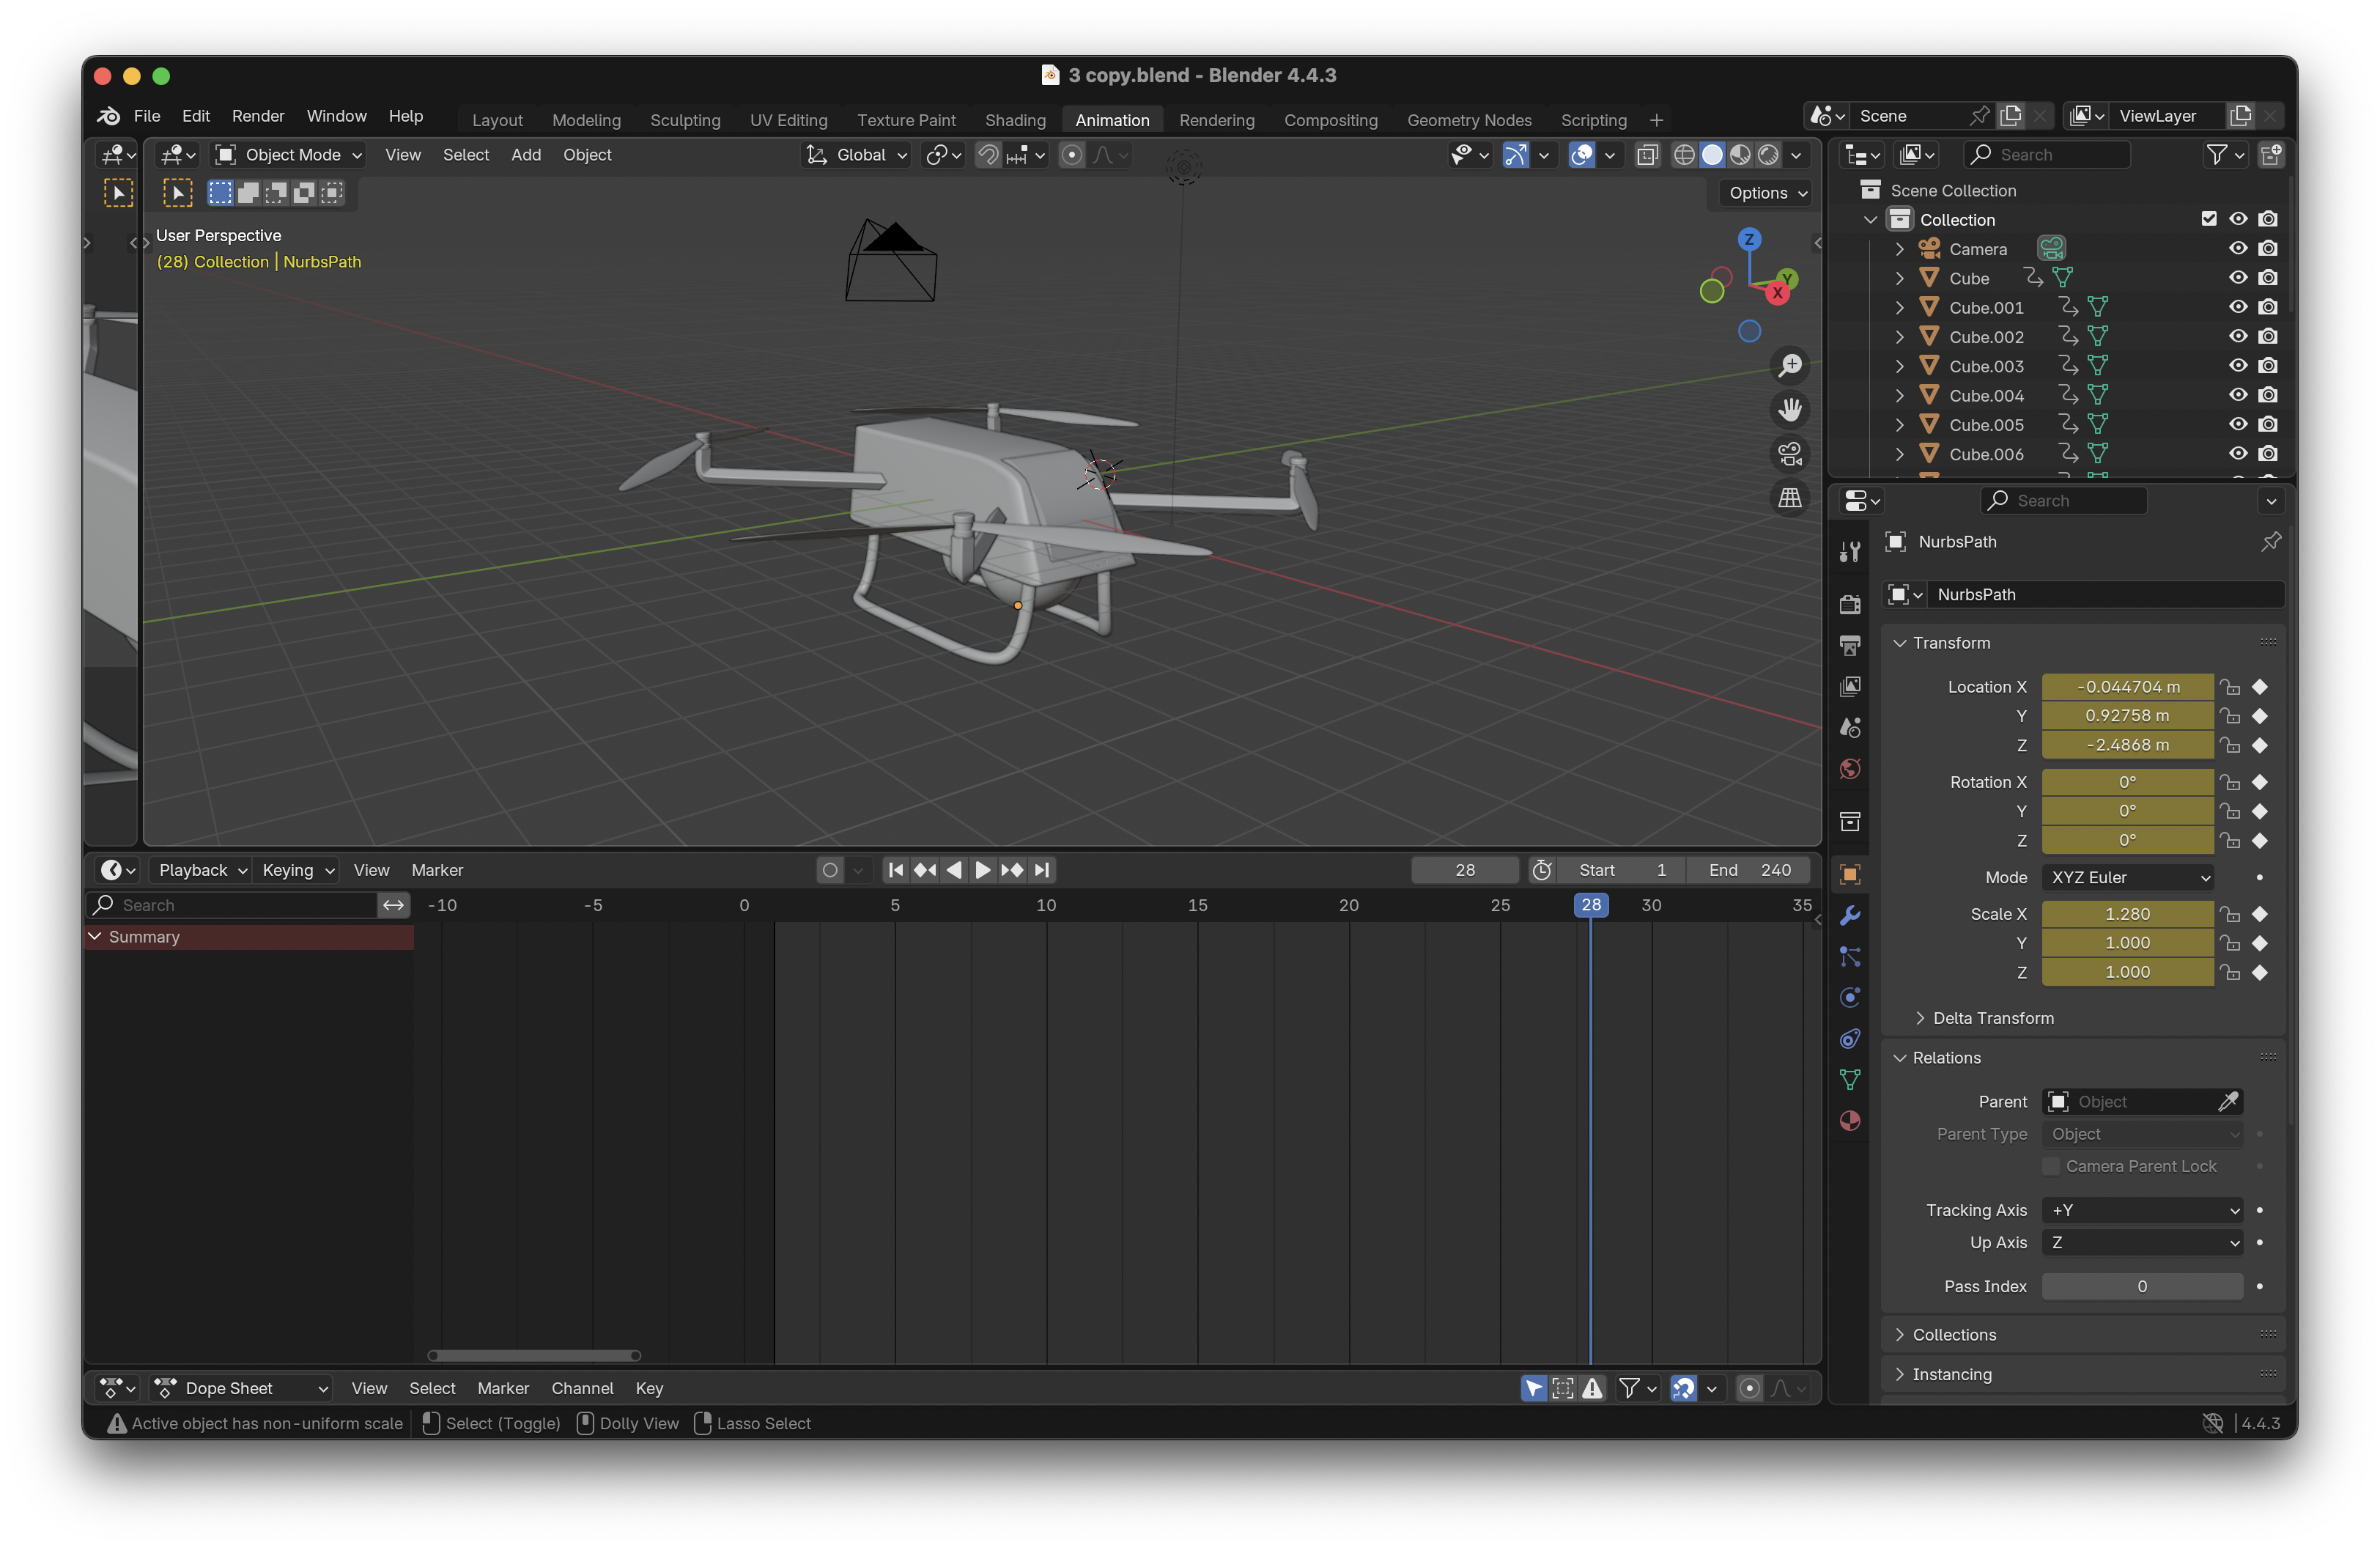 3 copy.blend - Blender 4.4.3
File Edit Render Window Help Layout Modeling Sculpting UV Editing Texture Paint Shading Animation Rendering Compositing Geometry Nodes Scripting + Scene ViewLayer
Object Mode View Select Add Object Global
Options
User Perspective
(28) Collection | NurbsPath
Z
Y
X
Search
Scene Collection
Collection
Camera
Cube
Cube.001
Cube.002
Cube.003
Cube.004
Cube.005
Cube.006
Search
NurbsPath
NurbsPath
Transform
Location X -0.044704 m
Y 0.92758 m
Z -2.4868 m
Rotation X 0°
Y 0°
Z 0°
Mode XYZ Euler
Scale X 1.280
Y 1.000
Z 1.000
Delta Transform
Relations
Parent Object
Parent Type Object
Camera Parent Lock
Tracking Axis +Y
Up Axis Z
Pass Index 0
Collections
Instancing
Playback Keying View Marker 28 Start 1 End 240
Search -10 -5 0 5 10 15 20 25 28 30 35
Summary
Dope Sheet View Select Marker Channel Key
Active object has non-uniform scale Select (Toggle) Dolly View Lasso Select 4.4.3